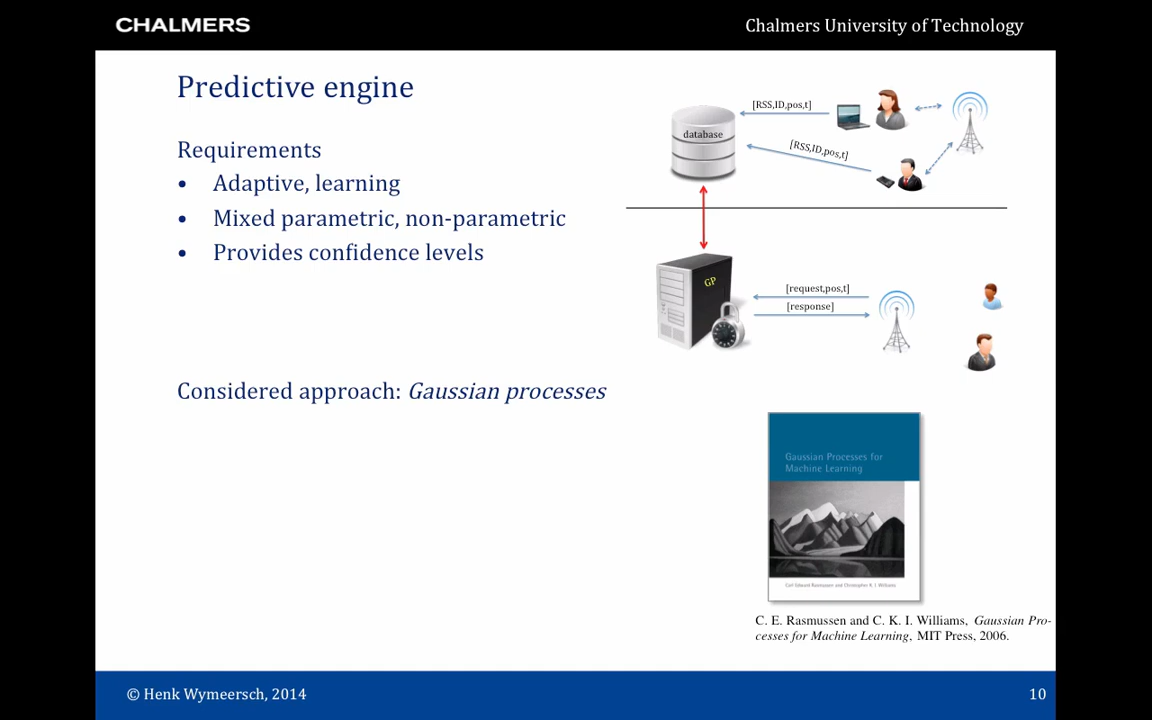 CHALMERS
Chalmers University of Technology
Predictive engine
Requirements
• Adaptive, learning
• Mixed parametric, non-parametric
• Provides confidence levels
Considered approach: Gaussian processes
[RSS,ID,pos,t]
database
[RSS,ID,pos,t]
GP
[request,pos,t]
[response]
Gaussian Processes for
Machine Learning
Carl Edward Rasmussen and Christopher K. I. Williams
C. E. Rasmussen and C. K. I. Williams, Gaussian Pro-
cesses for Machine Learning, MIT Press, 2006.
© Henk Wymeersch, 2014
10